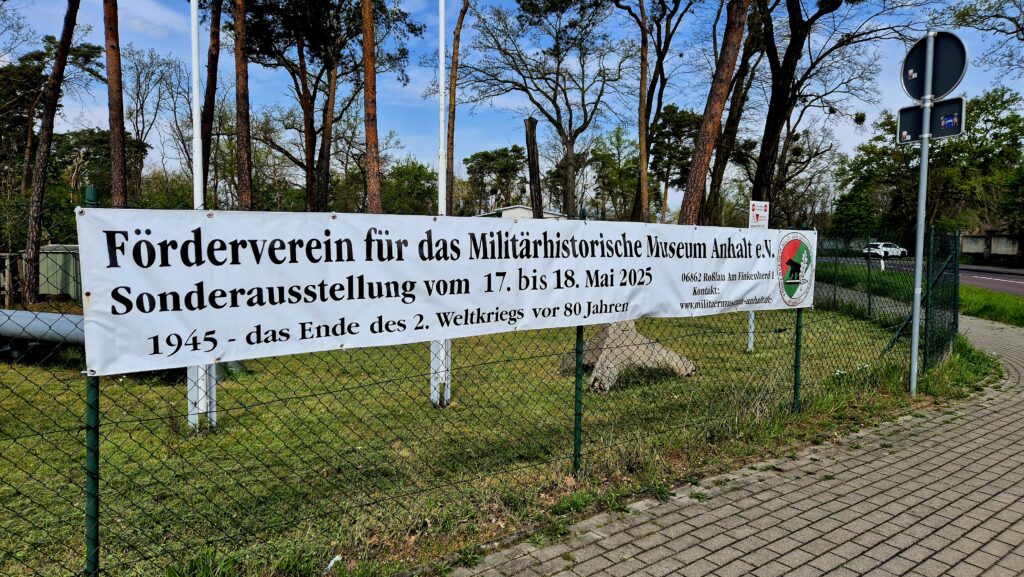 Förderverein für das Militärhistorische Museum Anhalt e.V.
Sonderausstellung vom 17. bis 18. Mai 2025
06862 Roßlau Am Finkenherd 1
Kontakt:
www.militaermuseum-anhalt.de
1945 - das Ende des 2. Weltkriegs vor 80 Jahren